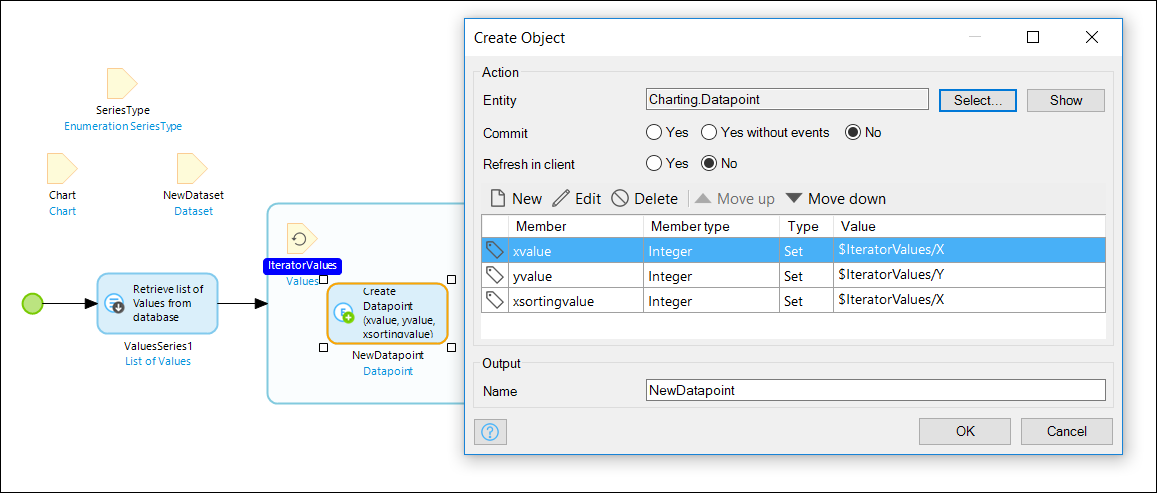 SeriesType
Enumeration SeriesType
Chart
Chart
NewDataset
Dataset
IteratorValues
Values
Retrieve list of
Values from
database
ValuesSeries1
List of Values
Create
Datapoint
(xvalue, yvalue,
xsortingvalue)
NewDatapoint
Datapoint
Create Object
Action
Entity
Charting.Datapoint
Select...
Show
Commit
Yes
Yes without events
No
Refresh in client
Yes
No
New
Edit
Delete
Move up
Move down
Member
Member type
Type
Value
xvalue
Integer
Set
$IteratorValues/X
yvalue
Integer
Set
$IteratorValues/Y
xsortingvalue
Integer
Set
$IteratorValues/X
Output
Name
NewDatapoint
?
OK
Cancel